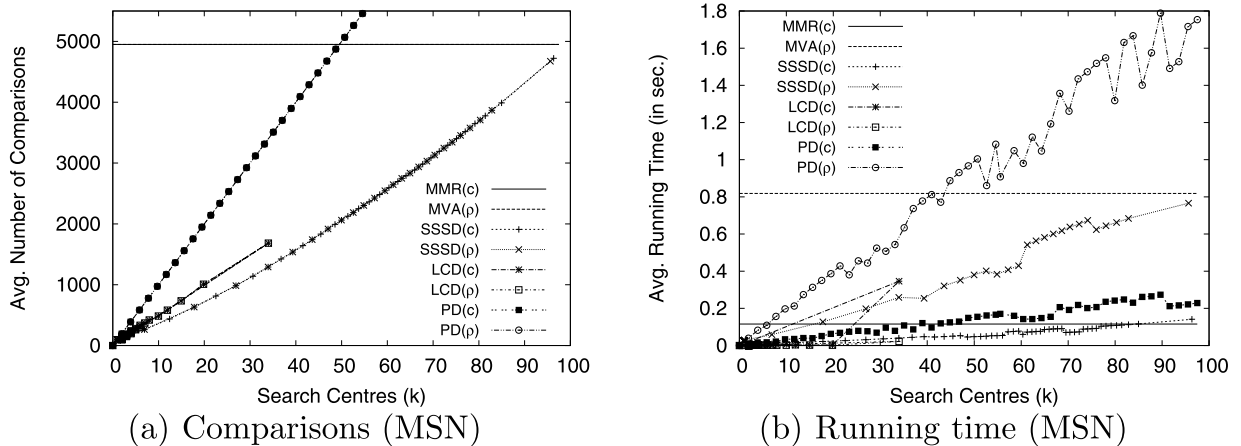 5000
4000
3000
2000
1000
0
Avg. Number of Comparisons
MMR(c)
MVA(ρ)
SSSD(c)
SSSD(ρ)
LCD(c)
LCD(ρ)
PD(c)
PD(ρ)
0 10 20 30 40 50 60 70 80 90 100
Search Centres (k)
(a) Comparisons (MSN)
1.8
1.6
1.4
1.2
1
0.8
0.6
0.4
0.2
0
Avg. Running Time (in sec.)
MMR(c)
MVA(ρ)
SSSD(c)
SSSD(ρ)
LCD(c)
LCD(ρ)
PD(c)
PD(ρ)
0 10 20 30 40 50 60 70 80 90 100
Search Centres (k)
(b) Running time (MSN)